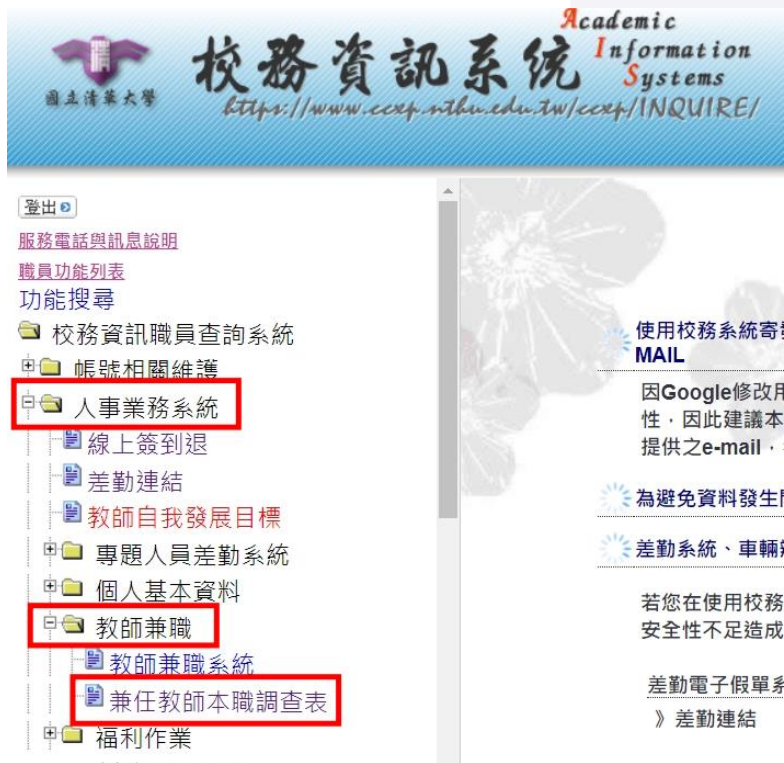 Academic
Information
Systems
國立清華大學
校務資訊系統
https://www.ccxp.nthu.edu.tw/ccxp/INQUIRE/
登出
服務電話與訊息說明
職員功能列表
功能搜尋
校務資訊職員查詢系統
帳號相關維護
人事業務系統
線上簽到退
差勤連結
教師自我發展目標
專題人員差勤系統
個人基本資料
教師兼職
教師兼職系統
兼任教師本職調查表
福利作業
使用校務系統寄
MAIL
因Google修改用
性，因此建議本
提供之e-mail，
為避免資料發生
差勤系統、車輛
若您在使用校務
安全性不足造成
差勤電子假單系
》差勤連結